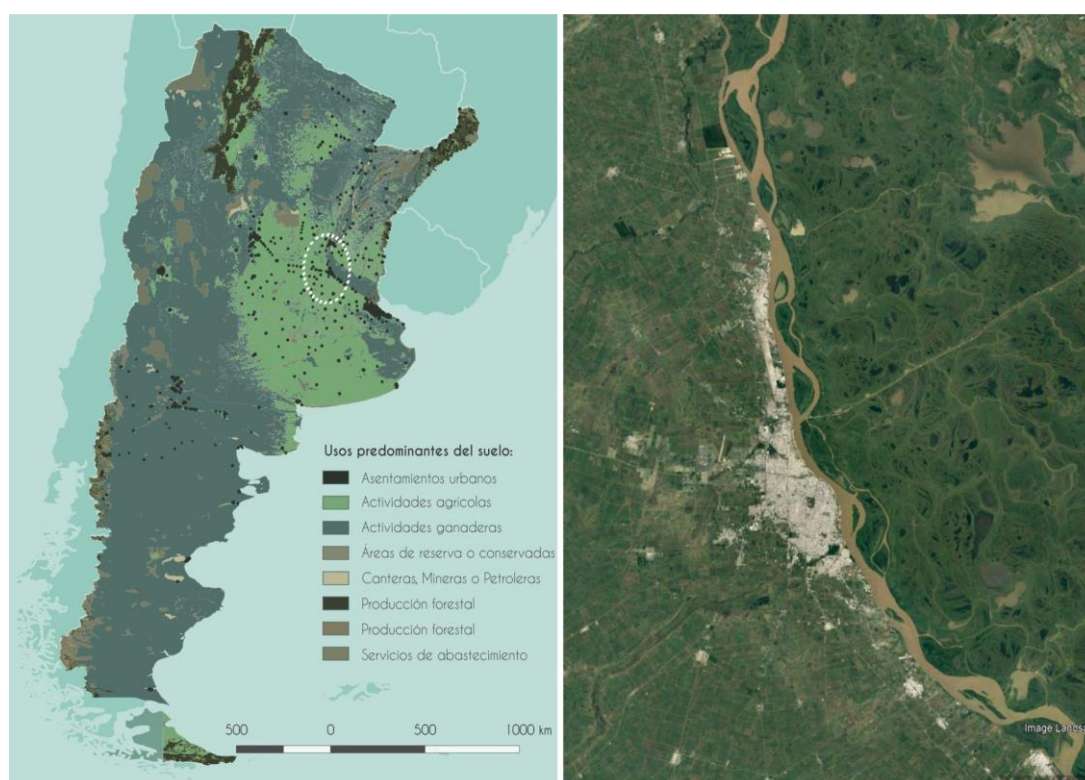 Usos predominantes del suelo:
Asentamientos urbanos
Actividades agrícolas
Actividades ganaderas
Áreas de reserva o conservadas
Canteras, Mineras o Petroleras
Producción forestal
Producción forestal
Servicios de abastecimiento
500 0 500 1000 km
Image Lands